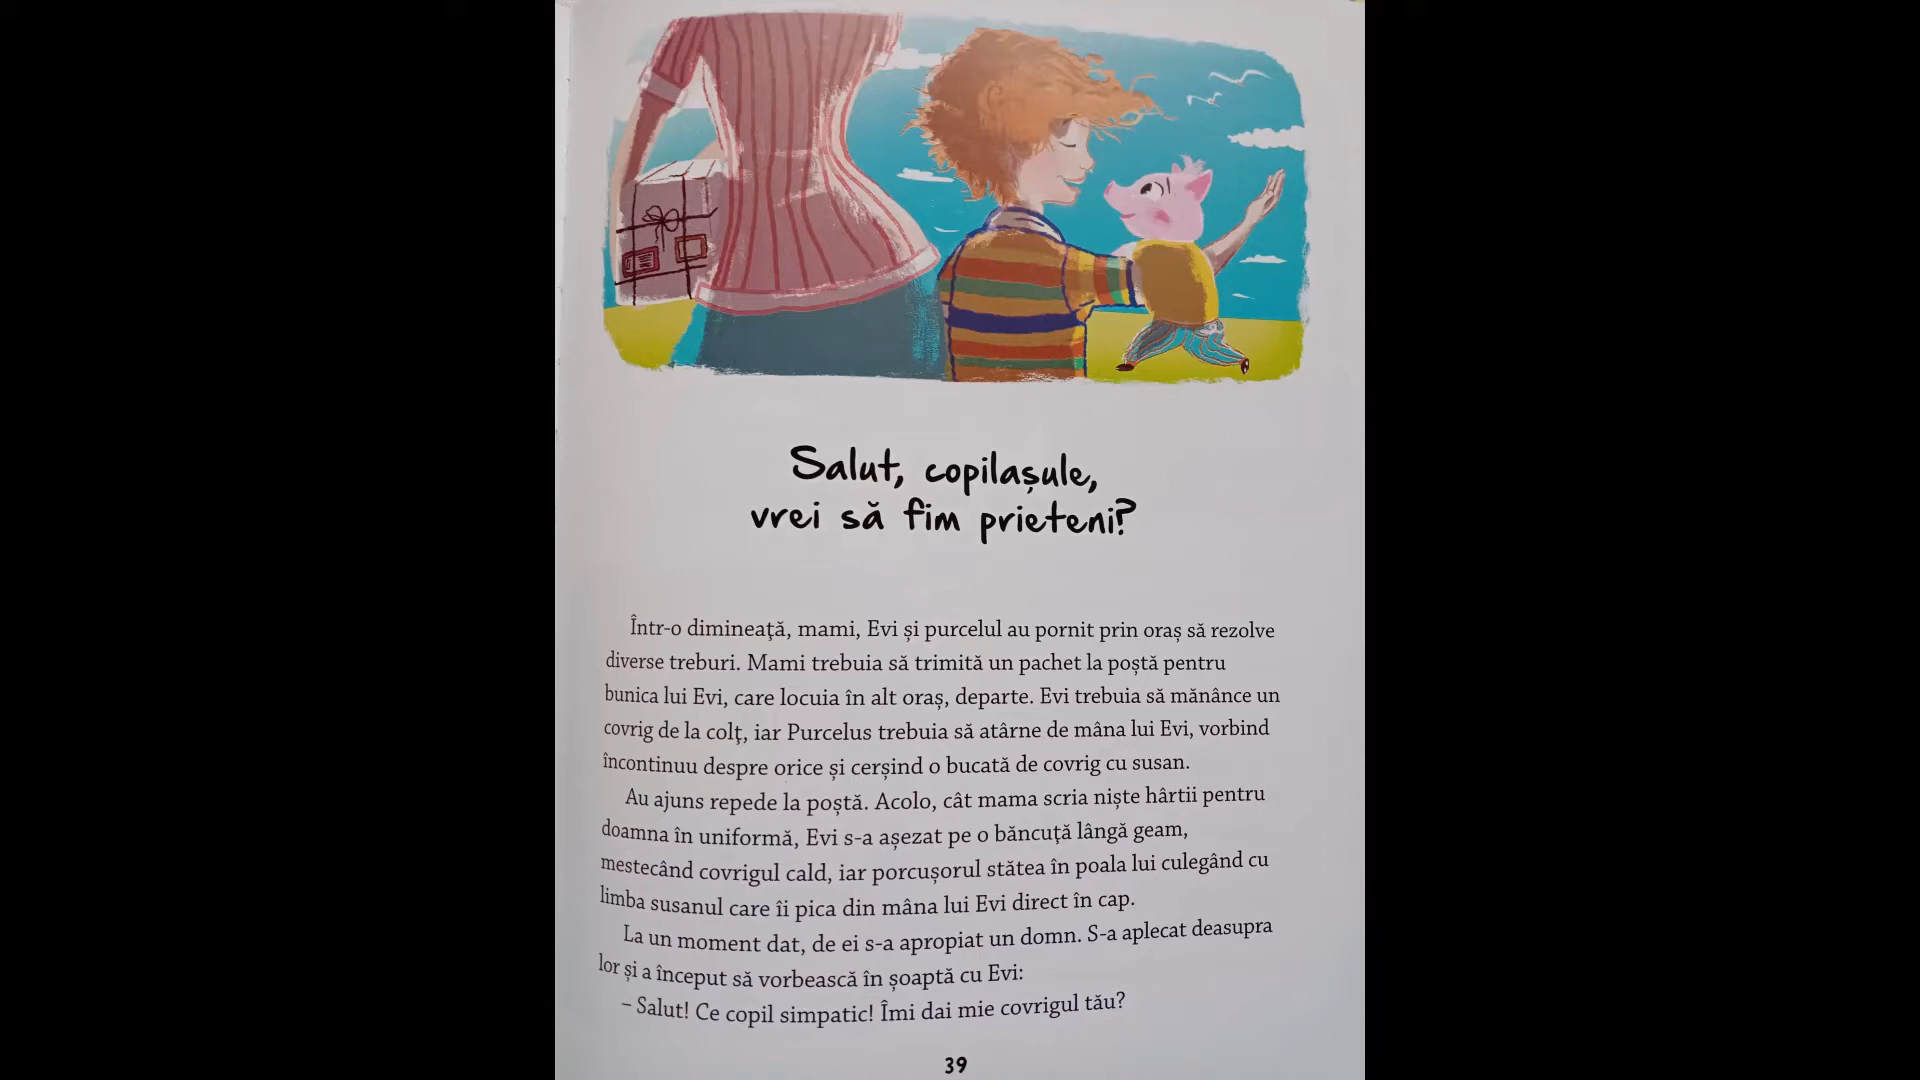 Salut, copilașule,
vrei să fim prieteni?
Într-o dimineaţă, mami, Evi și purcelul au pornit prin oraș să rezolve
diverse treburi. Mami trebuia să trimită un pachet la poștă pentru
bunica lui Evi, care locuia în alt oraș, departe. Evi trebuia să mănânce un
covrig de la colţ, iar Purcelus trebuia să atârne de mâna lui Evi, vorbind
încontinuu despre orice și cerșind o bucată de covrig cu susan.
Au ajuns repede la poștă. Acolo, cât mama scria niște hârtii pentru
doamna în uniformă, Evi s-a așezat pe o băncuţă lângă geam,
mestecând covrigul cald, iar porcușorul stătea în poala lui culegând cu
limba susanul care îi pica din mâna lui Evi direct în cap.
La un moment dat, de ei s-a apropiat un domn. S-a aplecat deasupra
lor și a început să vorbească în șoaptă cu Evi:
– Salut! Ce copil simpatic! Îmi dai mie covrigul tău?
39